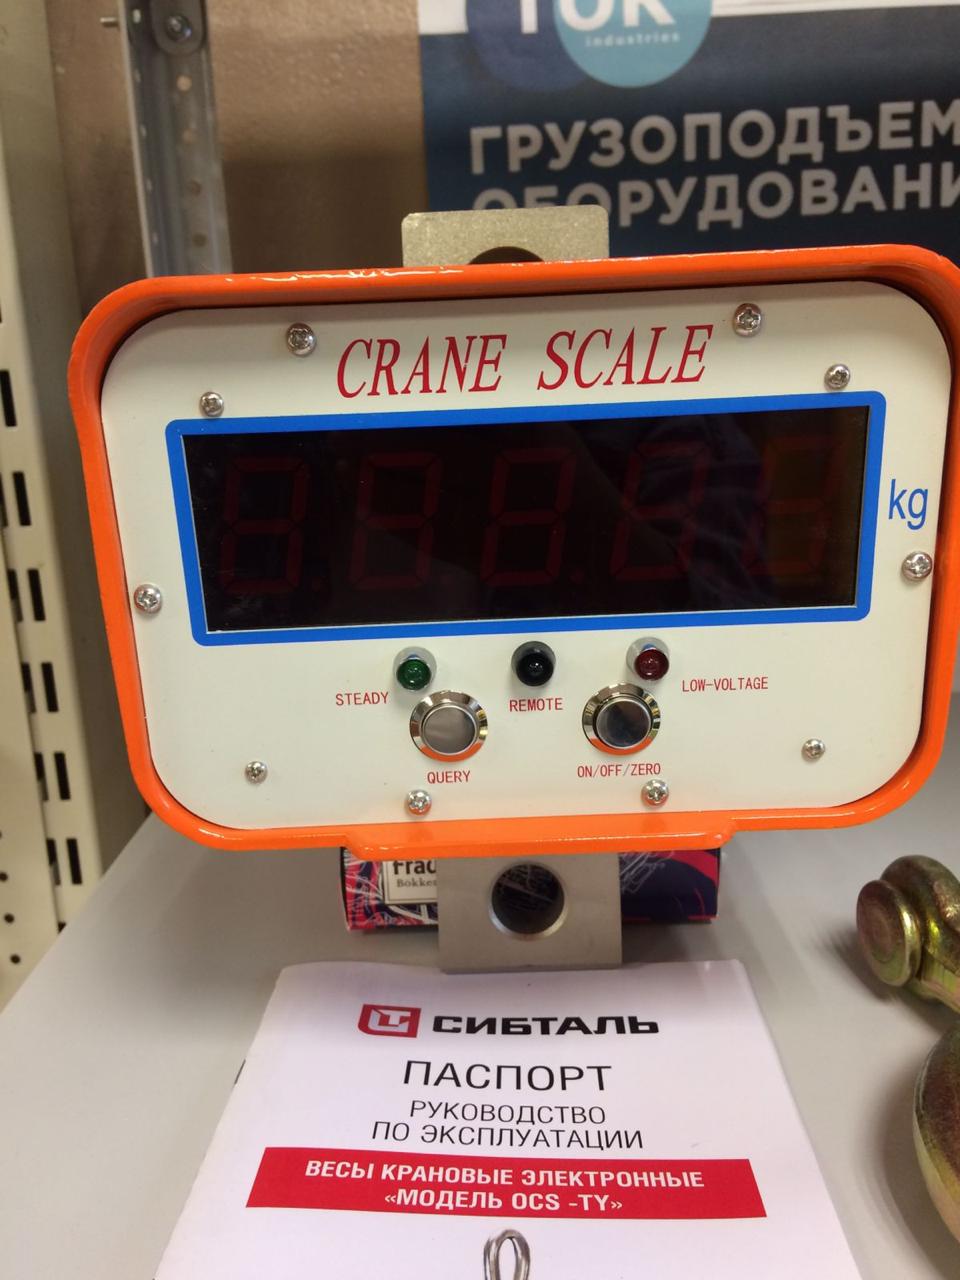 industries
ГРУЗОПОДЪЕМ
ОБОРУДОВАНИ
CRANE SCALE
kg
STEADY
REMOTE
LOW-VOLTAGE
QUERY
ON/OFF/ZERO
СИБТАЛЬ
ПАСПОРТ
РУКОВОДСТВО
ПО ЭКСПЛУАТАЦИИ
ВЕСЫ КРАНОВЫЕ ЭЛЕКТРОННЫЕ
«МОДЕЛЬ OCS -TY»